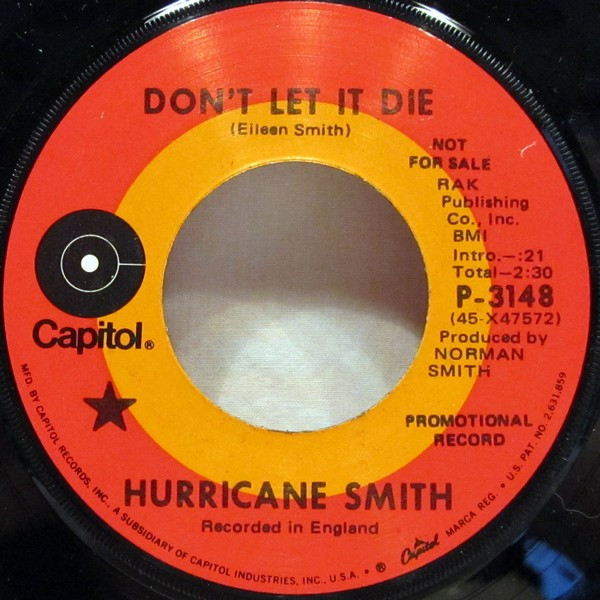 DON'T LET IT DIE
(Eileen Smith)
NOT
FOR SALE
RAK
Publishing
Co., Inc.
BMI
Intro.—:21
Total—2:30
P-3148
(45-X47572)
Produced by
NORMAN
SMITH
Capitol®
PROMOTIONAL
RECORD
HURRICANE SMITH
Recorded in England
MFD. BY CAPITOL RECORDS, INC., A SUBSIDIARY OF CAPITOL INDUSTRIES, INC., U.S.A. • ® Capitol MARCA REG. • U.S. PAT. NO. 2,631,859